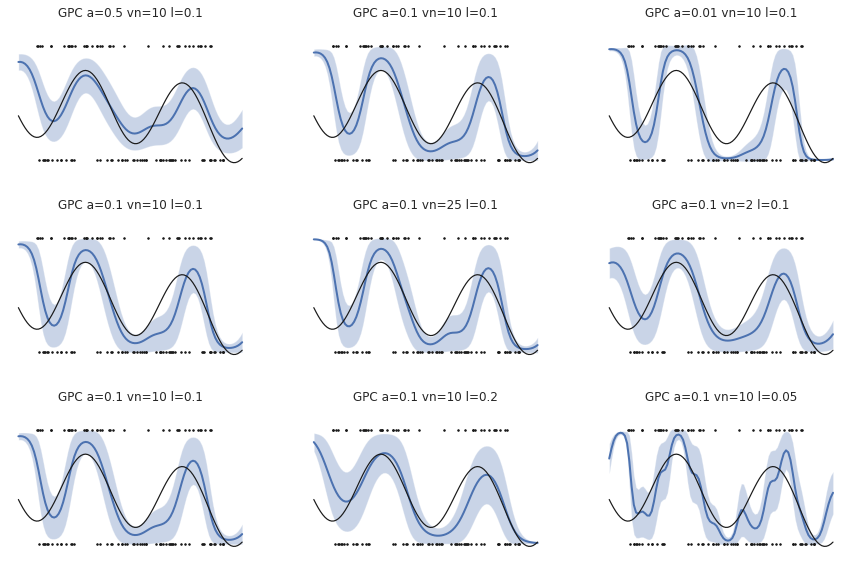 GPC a=0.5 vn=10 l=0.1
GPC a=0.1 vn=10 l=0.1
GPC a=0.01 vn=10 l=0.1
GPC a=0.1 vn=10 l=0.1
GPC a=0.1 vn=25 l=0.1
GPC a=0.1 vn=2 l=0.1
GPC a=0.1 vn=10 l=0.1
GPC a=0.1 vn=10 l=0.2
GPC a=0.1 vn=10 l=0.05